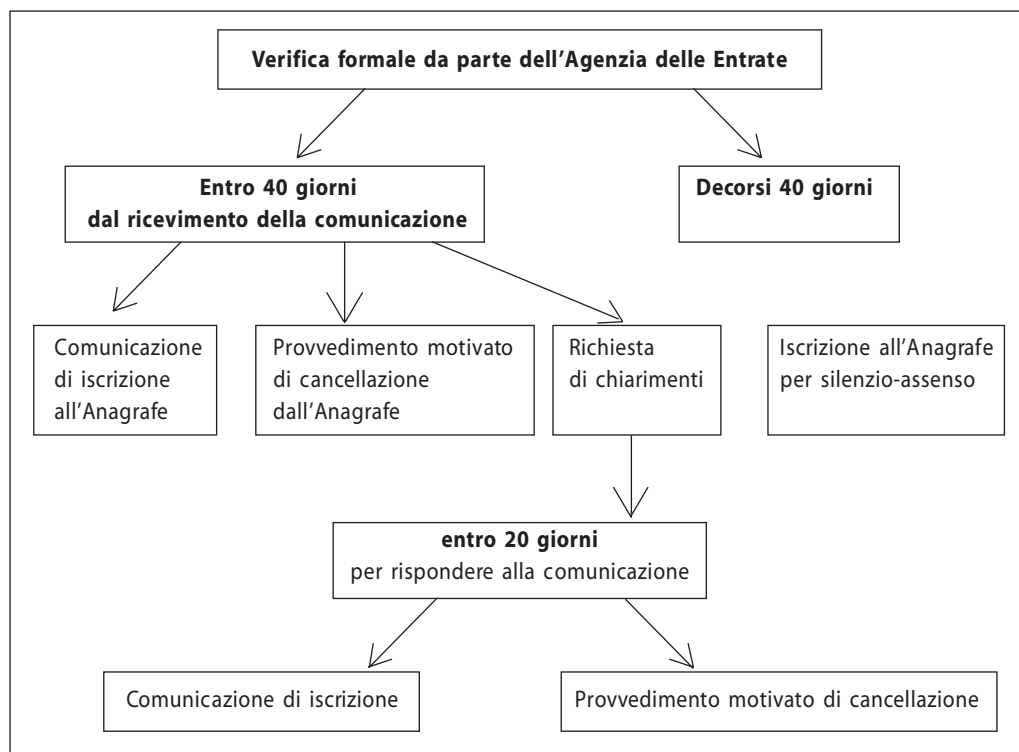 Verifica formale da parte dell'Agenzia delle Entrate
Entro 40 giorni
dal ricevimento della comunicazione
Decorsi 40 giorni
Comunicazione
di iscrizione
all'Anagrafe
Provvedimento motivato
di cancellazione
dall'Anagrafe
Richiesta
di chiarimenti
Iscrizione all'Anagrafe
per silenzio-assenso
entro 20 giorni
per rispondere alla comunicazione
Comunicazione di iscrizione
Provvedimento motivato di cancellazione